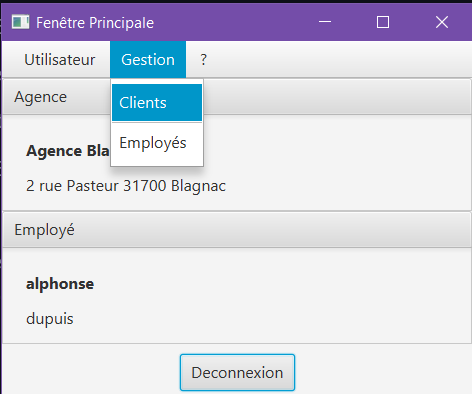 Fenêtre Principale
Utilisateur Gestion ?
Agence
Clients
Employés
Agence Bla
2 rue Pasteur 31700 Blagnac
Employé
alphonse
dupuis
Deconnexion